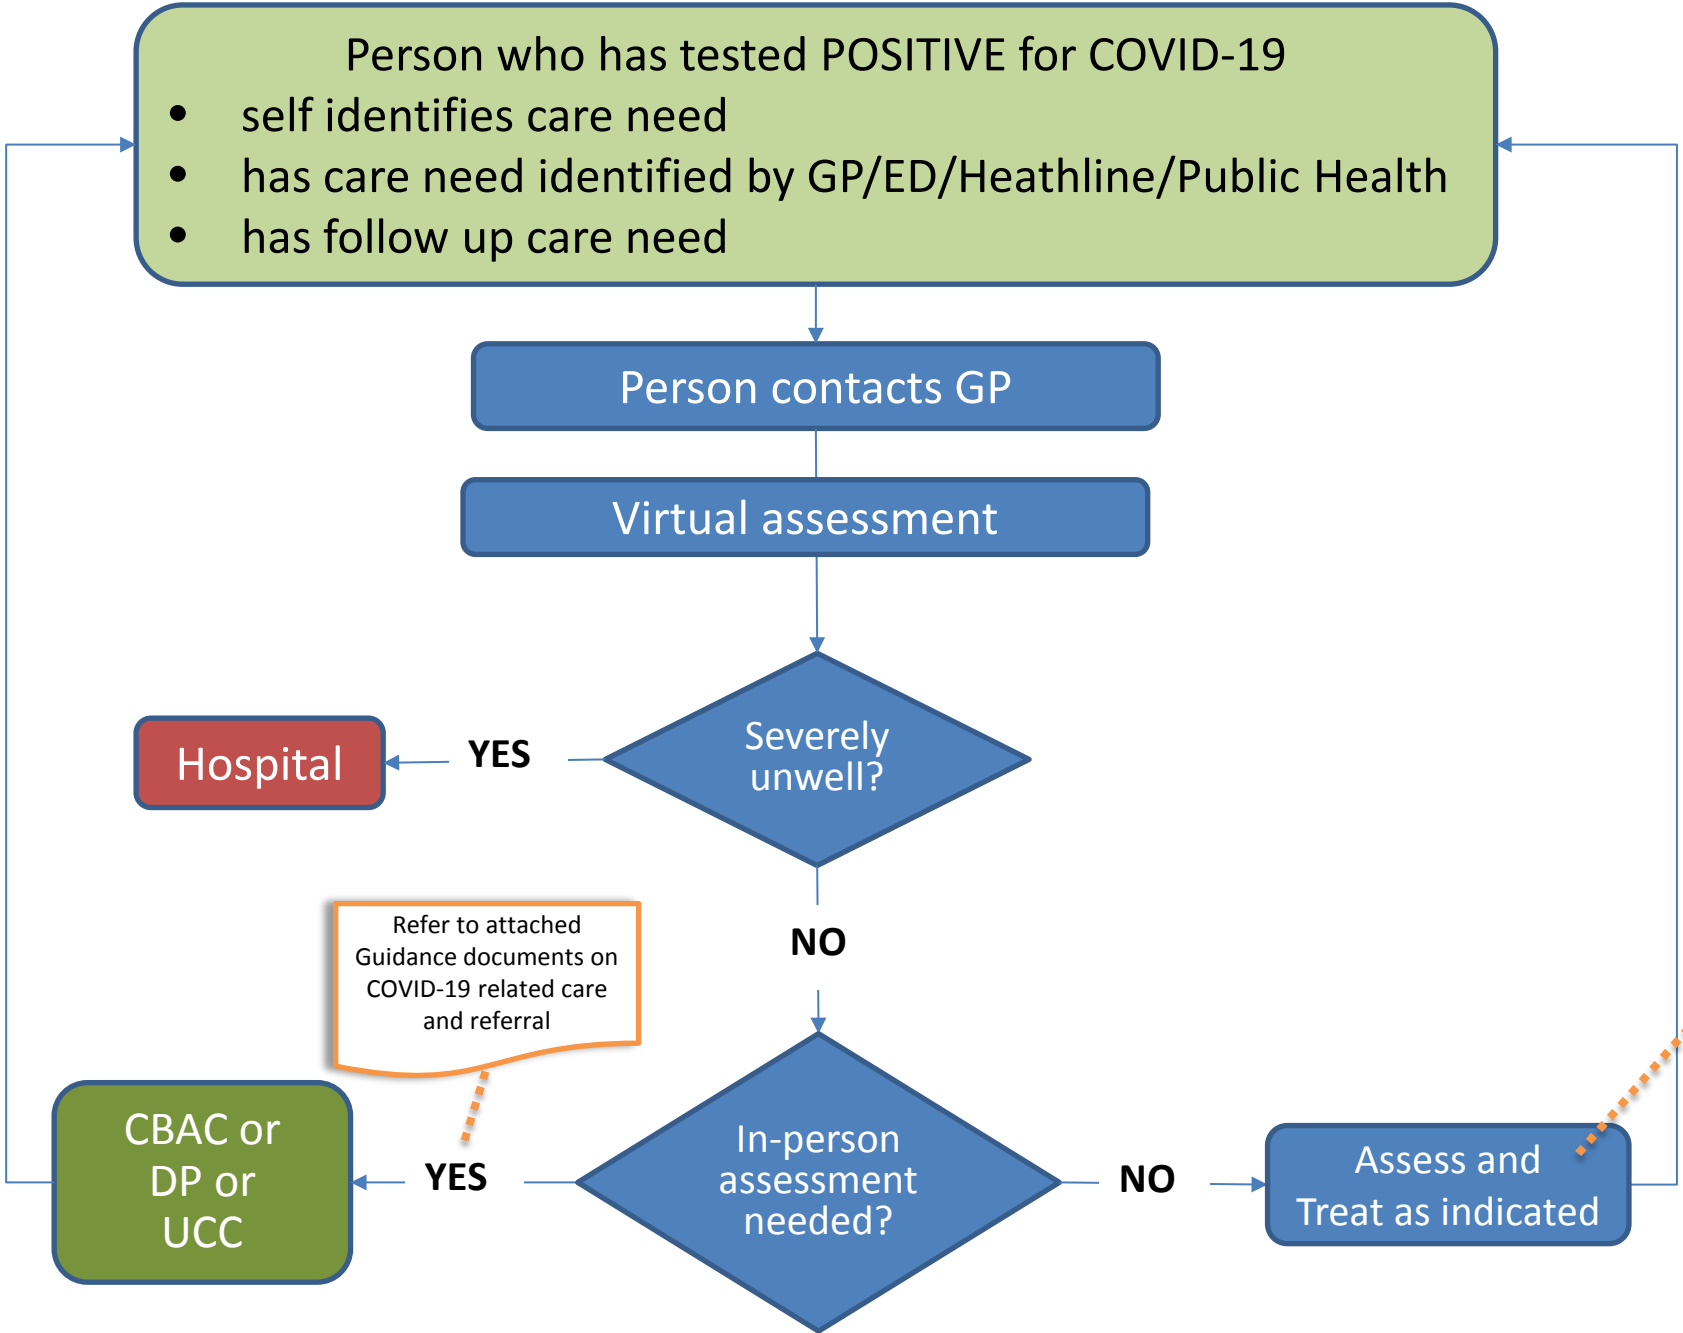 Person who has tested POSITIVE for COVID-19
• self identifies care need
• has care need identified by GP/ED/Heathline/Public Health
• has follow up care need
Person contacts GP
Virtual assessment
Severely
unwell?
YES
Hospital
NO
Refer to attached
Guidance documents on
COVID-19 related care
and referral
In-person
assessment
needed?
YES
CBAC or
DP or
UCC
NO
Assess and
Treat as indicated